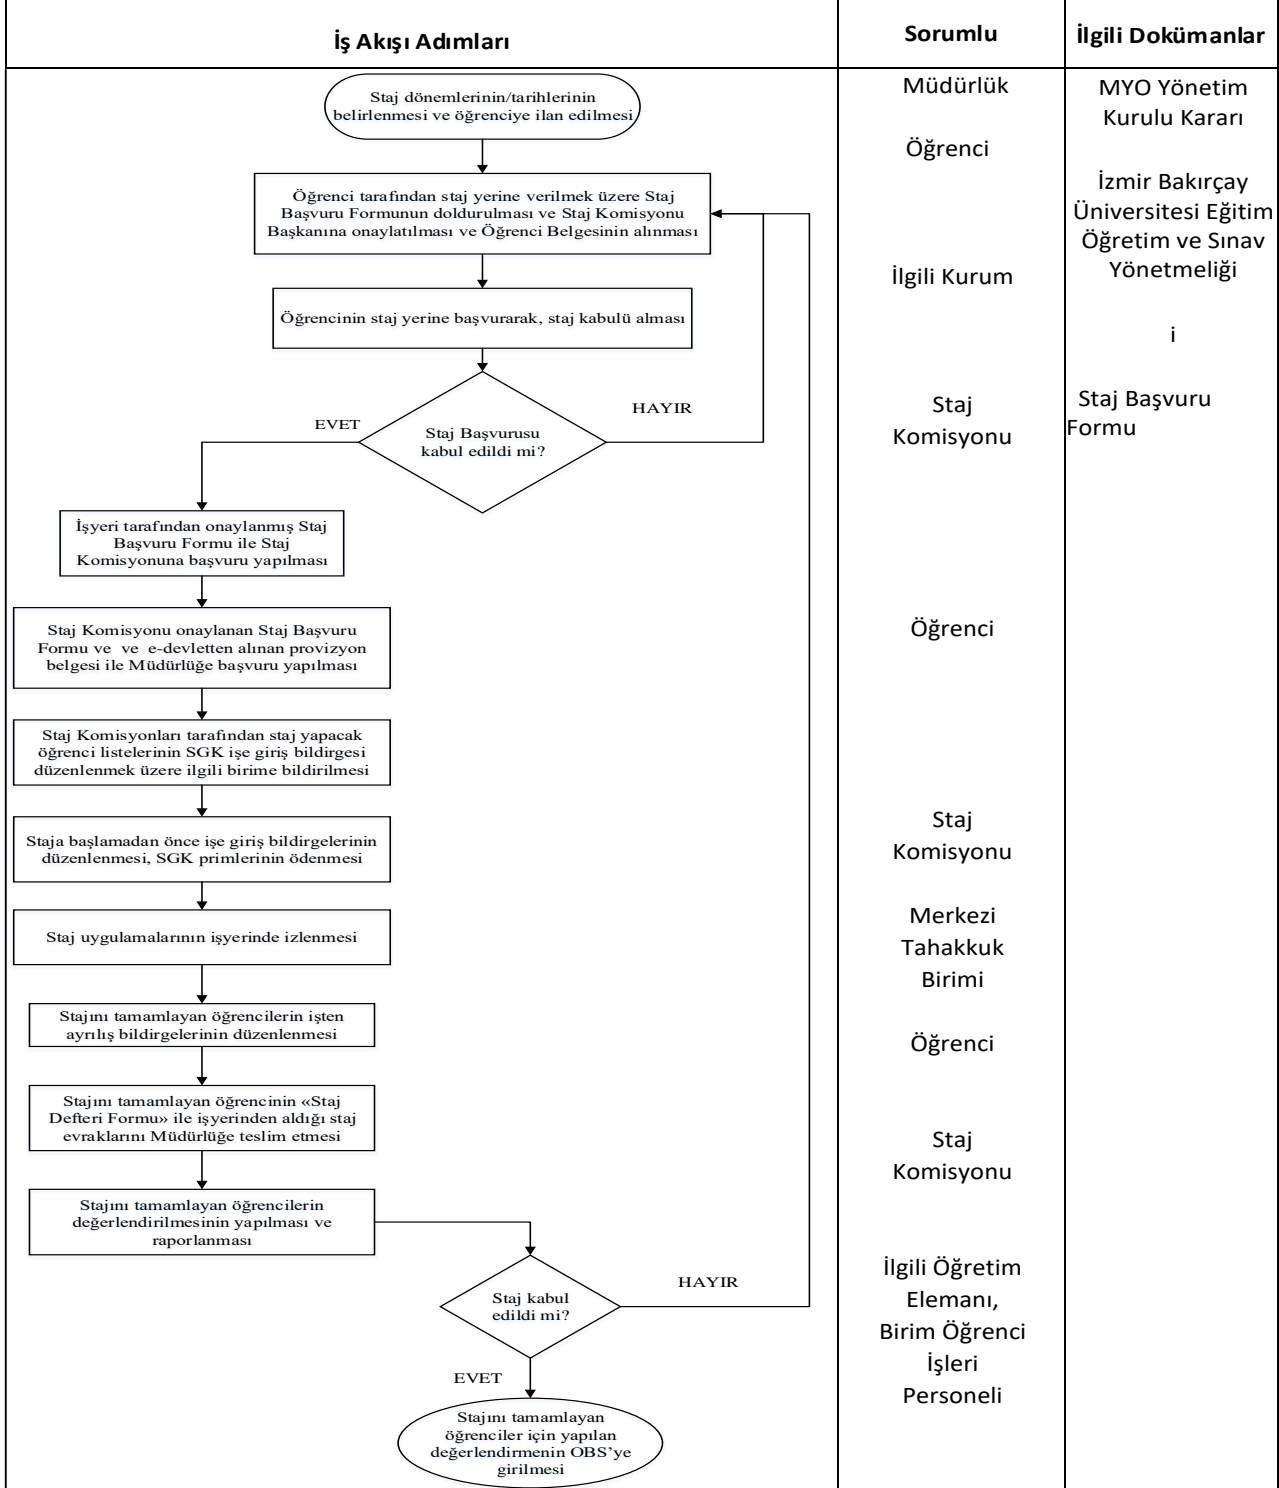 İş Akışı Adımları
Sorumlu
İlgili Dokümanlar
Staj dönemlerinin/tarihlerinin
belirlenmesi ve öğrenciye ilan edilmesi
Öğrenci tarafından staj yerine verilmek üzere Staj
Başvuru Formunun doldurulması ve Staj Komisyonu
Başkanına onaylatılması ve Öğrenci Belgesinin alınması
Öğrencinin staj yerine başvurarak, staj kabulü alması
Staj Başvurusu
kabul edildi mi?
EVET
HAYIR
İşyeri tarafından onaylanmış Staj
Başvuru Formu ile Staj
Komisyonuna başvuru yapılması
Staj Komisyonu onaylanan Staj Başvuru
Formu ve  ve  e-devletten alınan provizyon
belgesi ile Müdürlüğe başvuru yapılması
Staj Komisyonları tarafından staj yapacak
öğrenci listelerinin SGK işe giriş bildirgesi
düzenlenmek üzere ilgili birime bildirilmesi
Staja başlamadan önce işe giriş bildirgelerinin
düzenlenmesi, SGK primlerinin ödenmesi
Staj uygulamalarının işyerinde izlenmesi
Stajını tamamlayan öğrencilerin işten
ayrılış bildirgelerinin düzenlenmesi
Stajını tamamlayan öğrencinin «Staj
Defteri Formu» ile işyerinden aldığı staj
evraklarını Müdürlüğe teslim etmesi
Stajını tamamlayan öğrencilerin
değerlendirilmesinin yapılması ve
raporlanması
Staj kabul
edildi mi?
HAYIR
EVET
Stajını tamamlayan
öğrenciler için yapılan
değerlendirmenin OBS’ye
girilmesi
Müdürlük
Öğrenci
İlgili Kurum
Staj
Komisyonu
Öğrenci
Staj
Komisyonu
Merkezi
Tahakkuk
Birimi
Öğrenci
Staj
Komisyonu
İlgili Öğretim
Elemanı,
Birim Öğrenci
İşleri
Personeli
MYO Yönetim
Kurulu Kararı
İzmir Bakırçay
Üniversitesi Eğitim
Öğretim ve Sınav
Yönetmeliği
i
Staj Başvuru
Formu